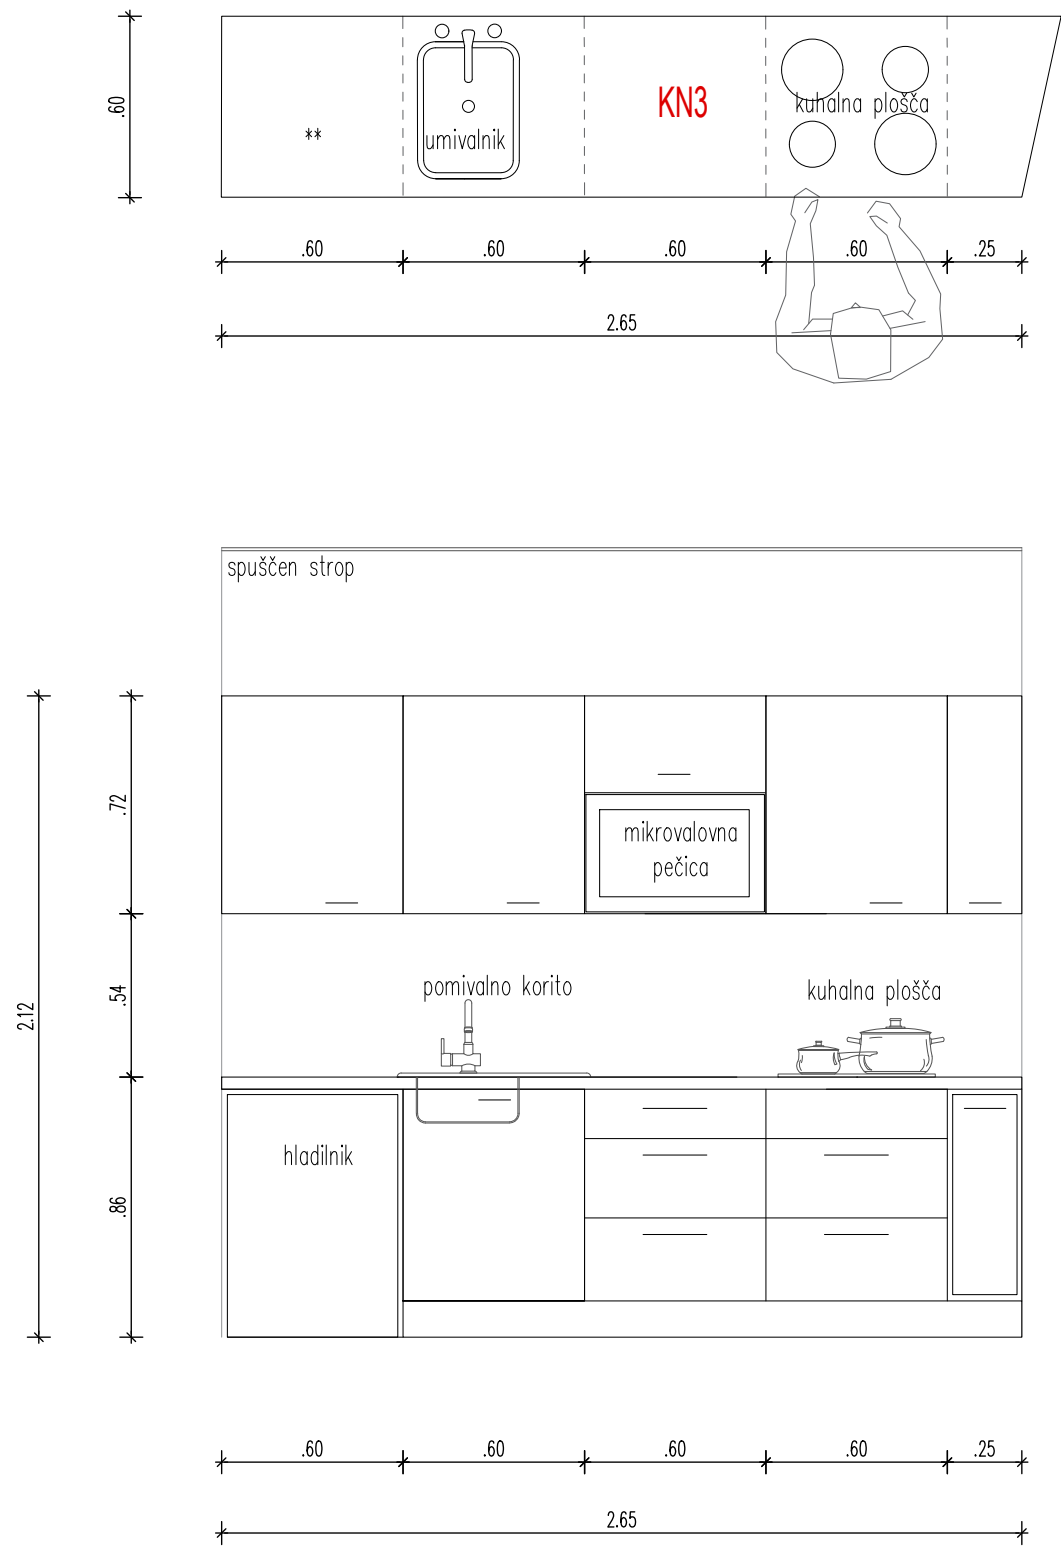 .60
**
umivalnik
KN3
kuhalna plošča
.60 .60 .60 .60 .25
2.65
spuščen strop
.72
mikrovalovna
pečica
2.12
.54
pomivalno korito
kuhalna plošča
.86
hladilnik
.60 .60 .60 .60 .25
2.65